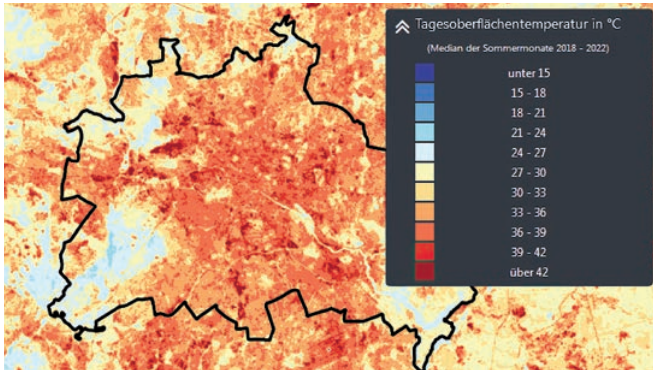 Tagesoberflächentemperatur in °C
(Median der Sommermonate 2018 - 2022)
unter 15
15 - 18
18 - 21
21 - 24
24 - 27
27 - 30
30 - 33
33 - 36
36 - 39
39 - 42
über 42